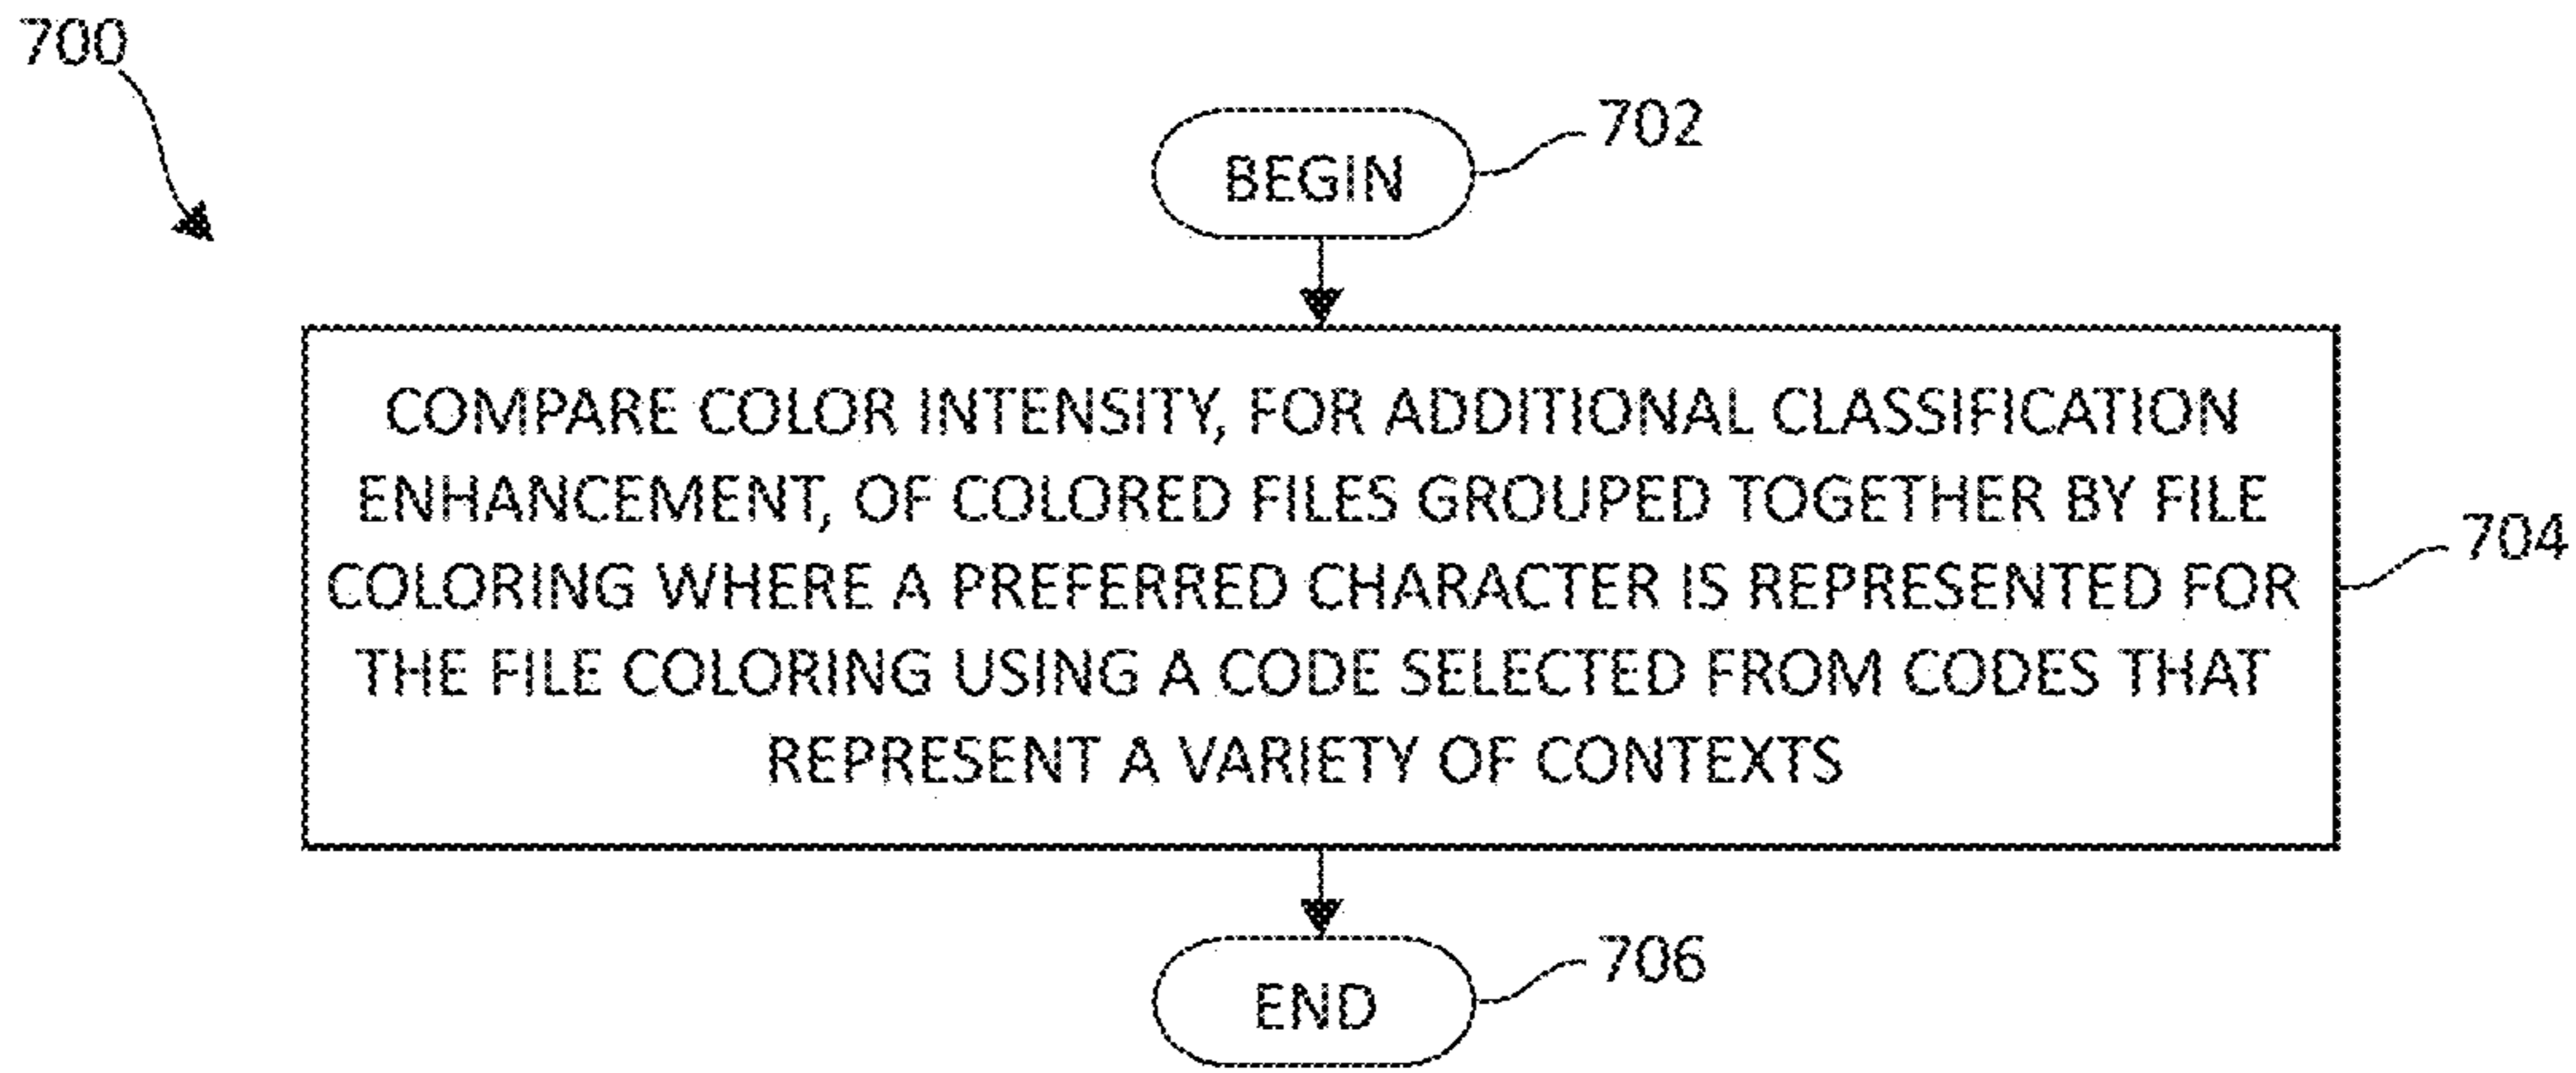 700
702
BEGIN
COMPARE COLOR INTENSITY, FOR ADDITIONAL CLASSIFICATION
ENHANCEMENT, OF COLORED FILES GROUPED TOGETHER BY FILE
COLORING WHERE A PREFERRED CHARACTER IS REPRESENTED FOR
THE FILE COLORING USING A CODE SELECTED FROM CODES THAT
REPRESENT A VARIETY OF CONTEXTS
704
706
END